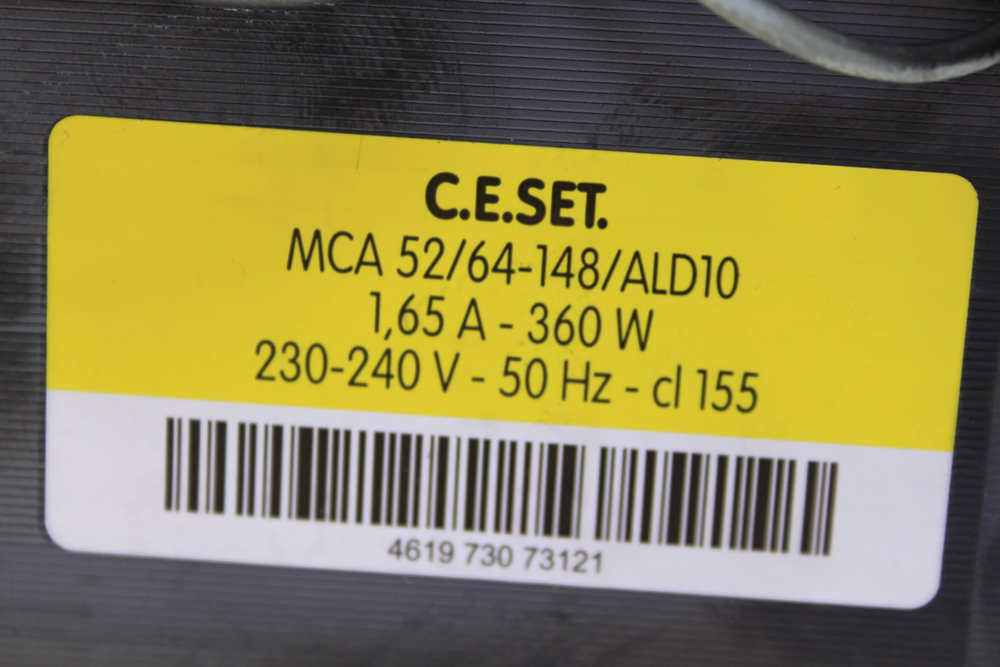 C.E.SET.
MCA 52/64-148/ALD10
1,65 A - 360 W
230-240 V - 50 Hz - cl 155
4619 730 73121